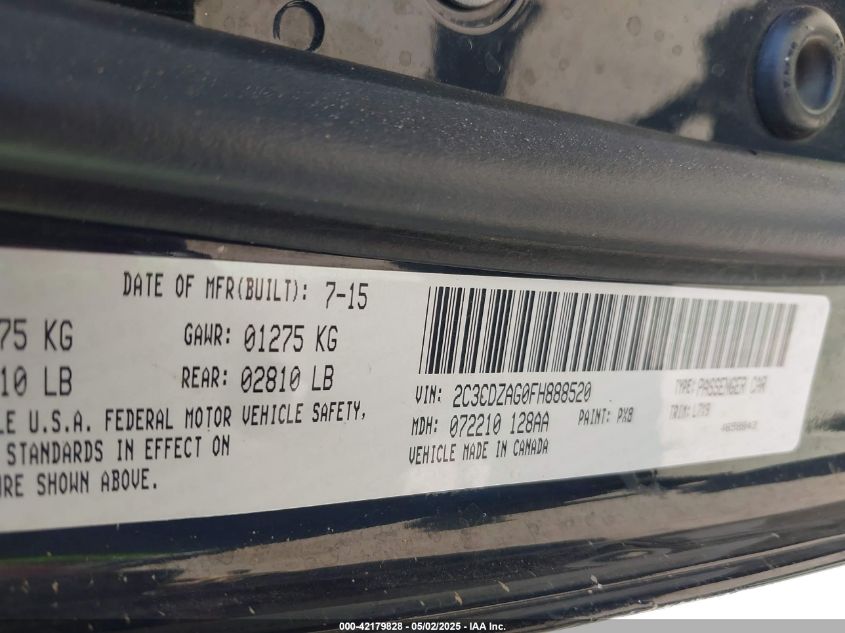 DATE OF MFR(BUILT): 7-15
75 KG GAWR: 01275 KG
10 LB REAR: 02810 LB
LE U.S.A. FEDERAL MOTOR VEHICLE SAFETY,
STANDARDS IN EFFECT ON
URE SHOWN ABOVE.
VIN: 2C3CDZAG0FH888520 TYPE: PASSENGER CAR
MDH: 072210 128AA PAINT: PX8 TRIM: L7X9
VEHICLE MADE IN CANADA
000-42179828 - 05/02/2025 - IAA Inc.